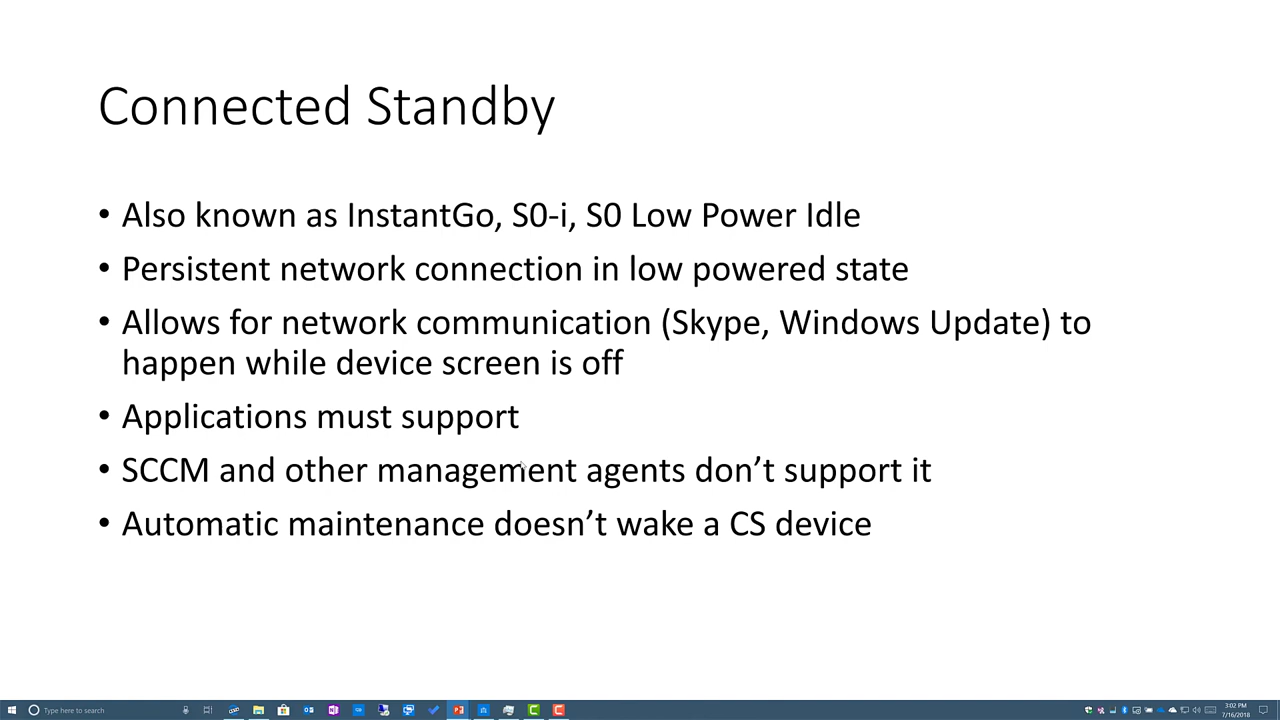 Connected Standby
• Also known as InstantGo, S0-i, S0 Low Power Idle
• Persistent network connection in low powered state
• Allows for network communication (Skype, Windows Update) to
happen while device screen is off
• Applications must support
• SCCM and other management agents don’t support it
• Automatic maintenance doesn’t wake a CS device
Type here to search
3:02 PM
7/16/2018